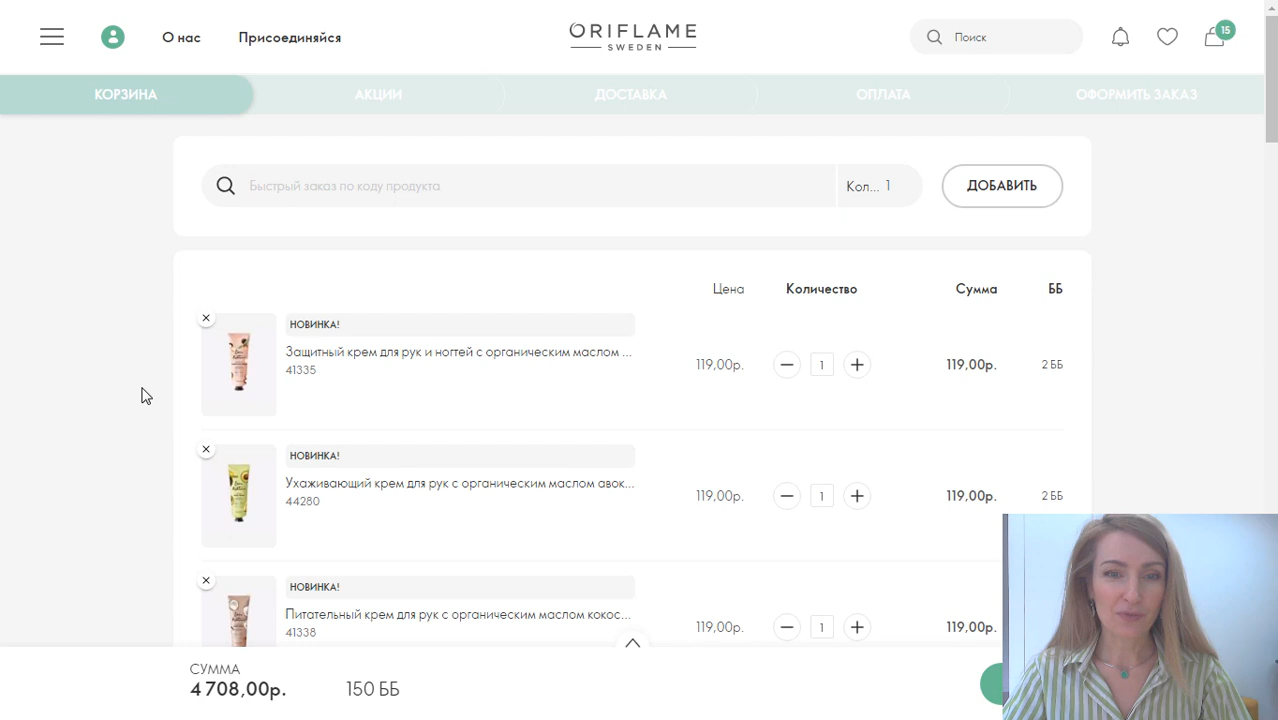 О нас
Присоединяйся
ORIFLAME
SWEDEN
Поиск
15
КОРЗИНА
АКЦИИ
ДОСТАВКА
ОПЛАТА
ОФОРМИТЬ ЗАКАЗ
Быстрый заказ по коду продукта
Кол... 1
ДОБАВИТЬ
Цена
Количество
Сумма
ББ
НОВИНКА!
Защитный крем для рук и ногтей с органическим маслом ...
41335
119,00р.
1
119,00р.
2 ББ
НОВИНКА!
Ухаживающий крем для рук с органическим маслом авок...
44280
119,00р.
1
119,00р.
2 ББ
НОВИНКА!
Питательный крем для рук с органическим маслом кокос...
41338
119,00р.
1
119,00р.
СУММА
4 708,00р.
150 ББ